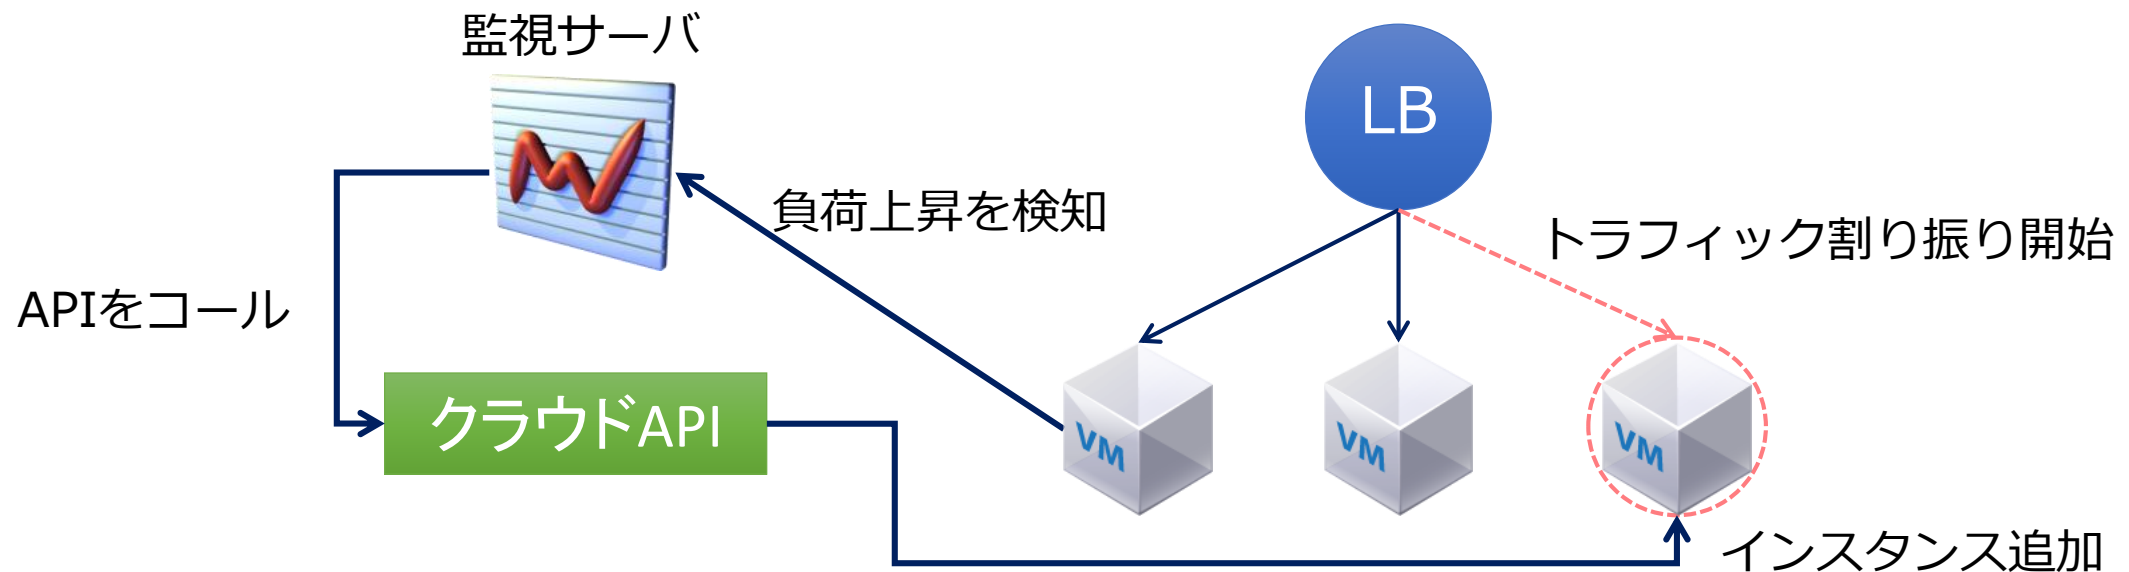 監視サーバ
LB
負荷上昇を検知
トラフィック割り振り開始
APIをコール
クラウドAPI
VM
VM
VM
インスタンス追加